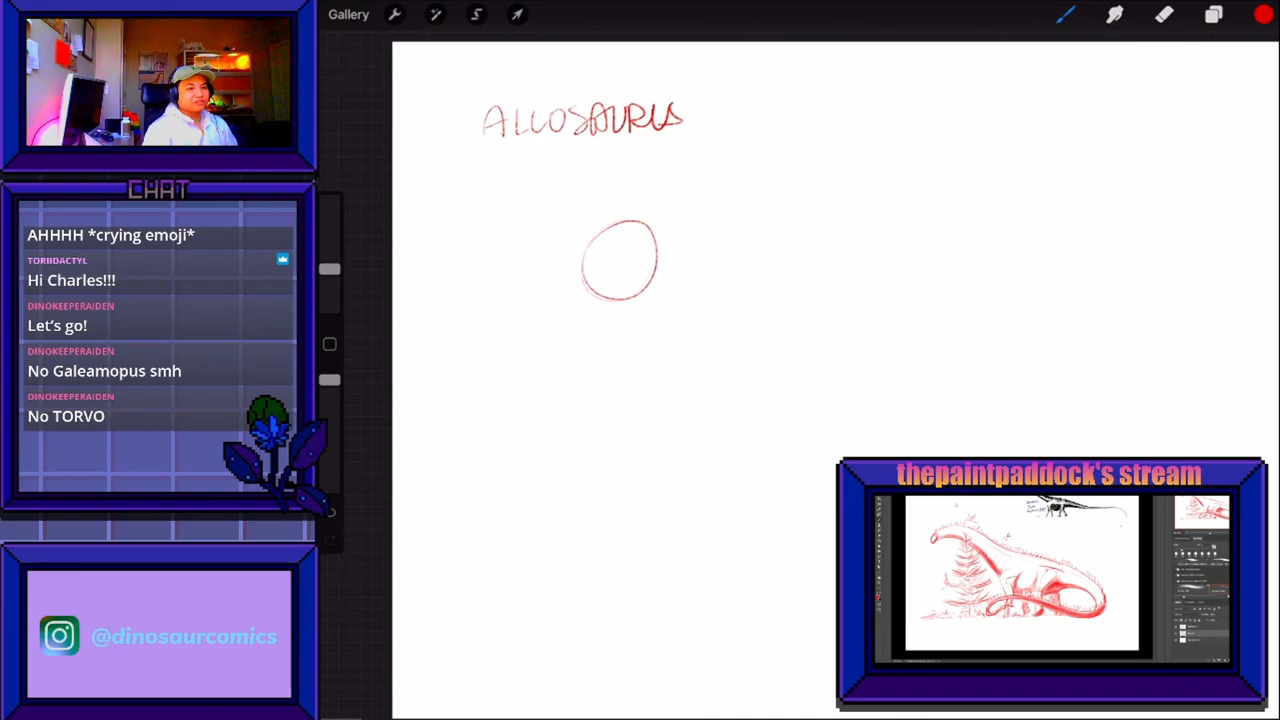 Gallery
ALLOSAURUS
CHAT
AHHHH *crying emoji*
TORIIDACTYL
Hi Charles!!!
DINOKEEPERAIDEN
Let's go!
DINOKEEPERAIDEN
No Galeamopus smh
DINOKEEPERAIDEN
No TORVO
@dinosaurcomics
thepaintpaddock's stream